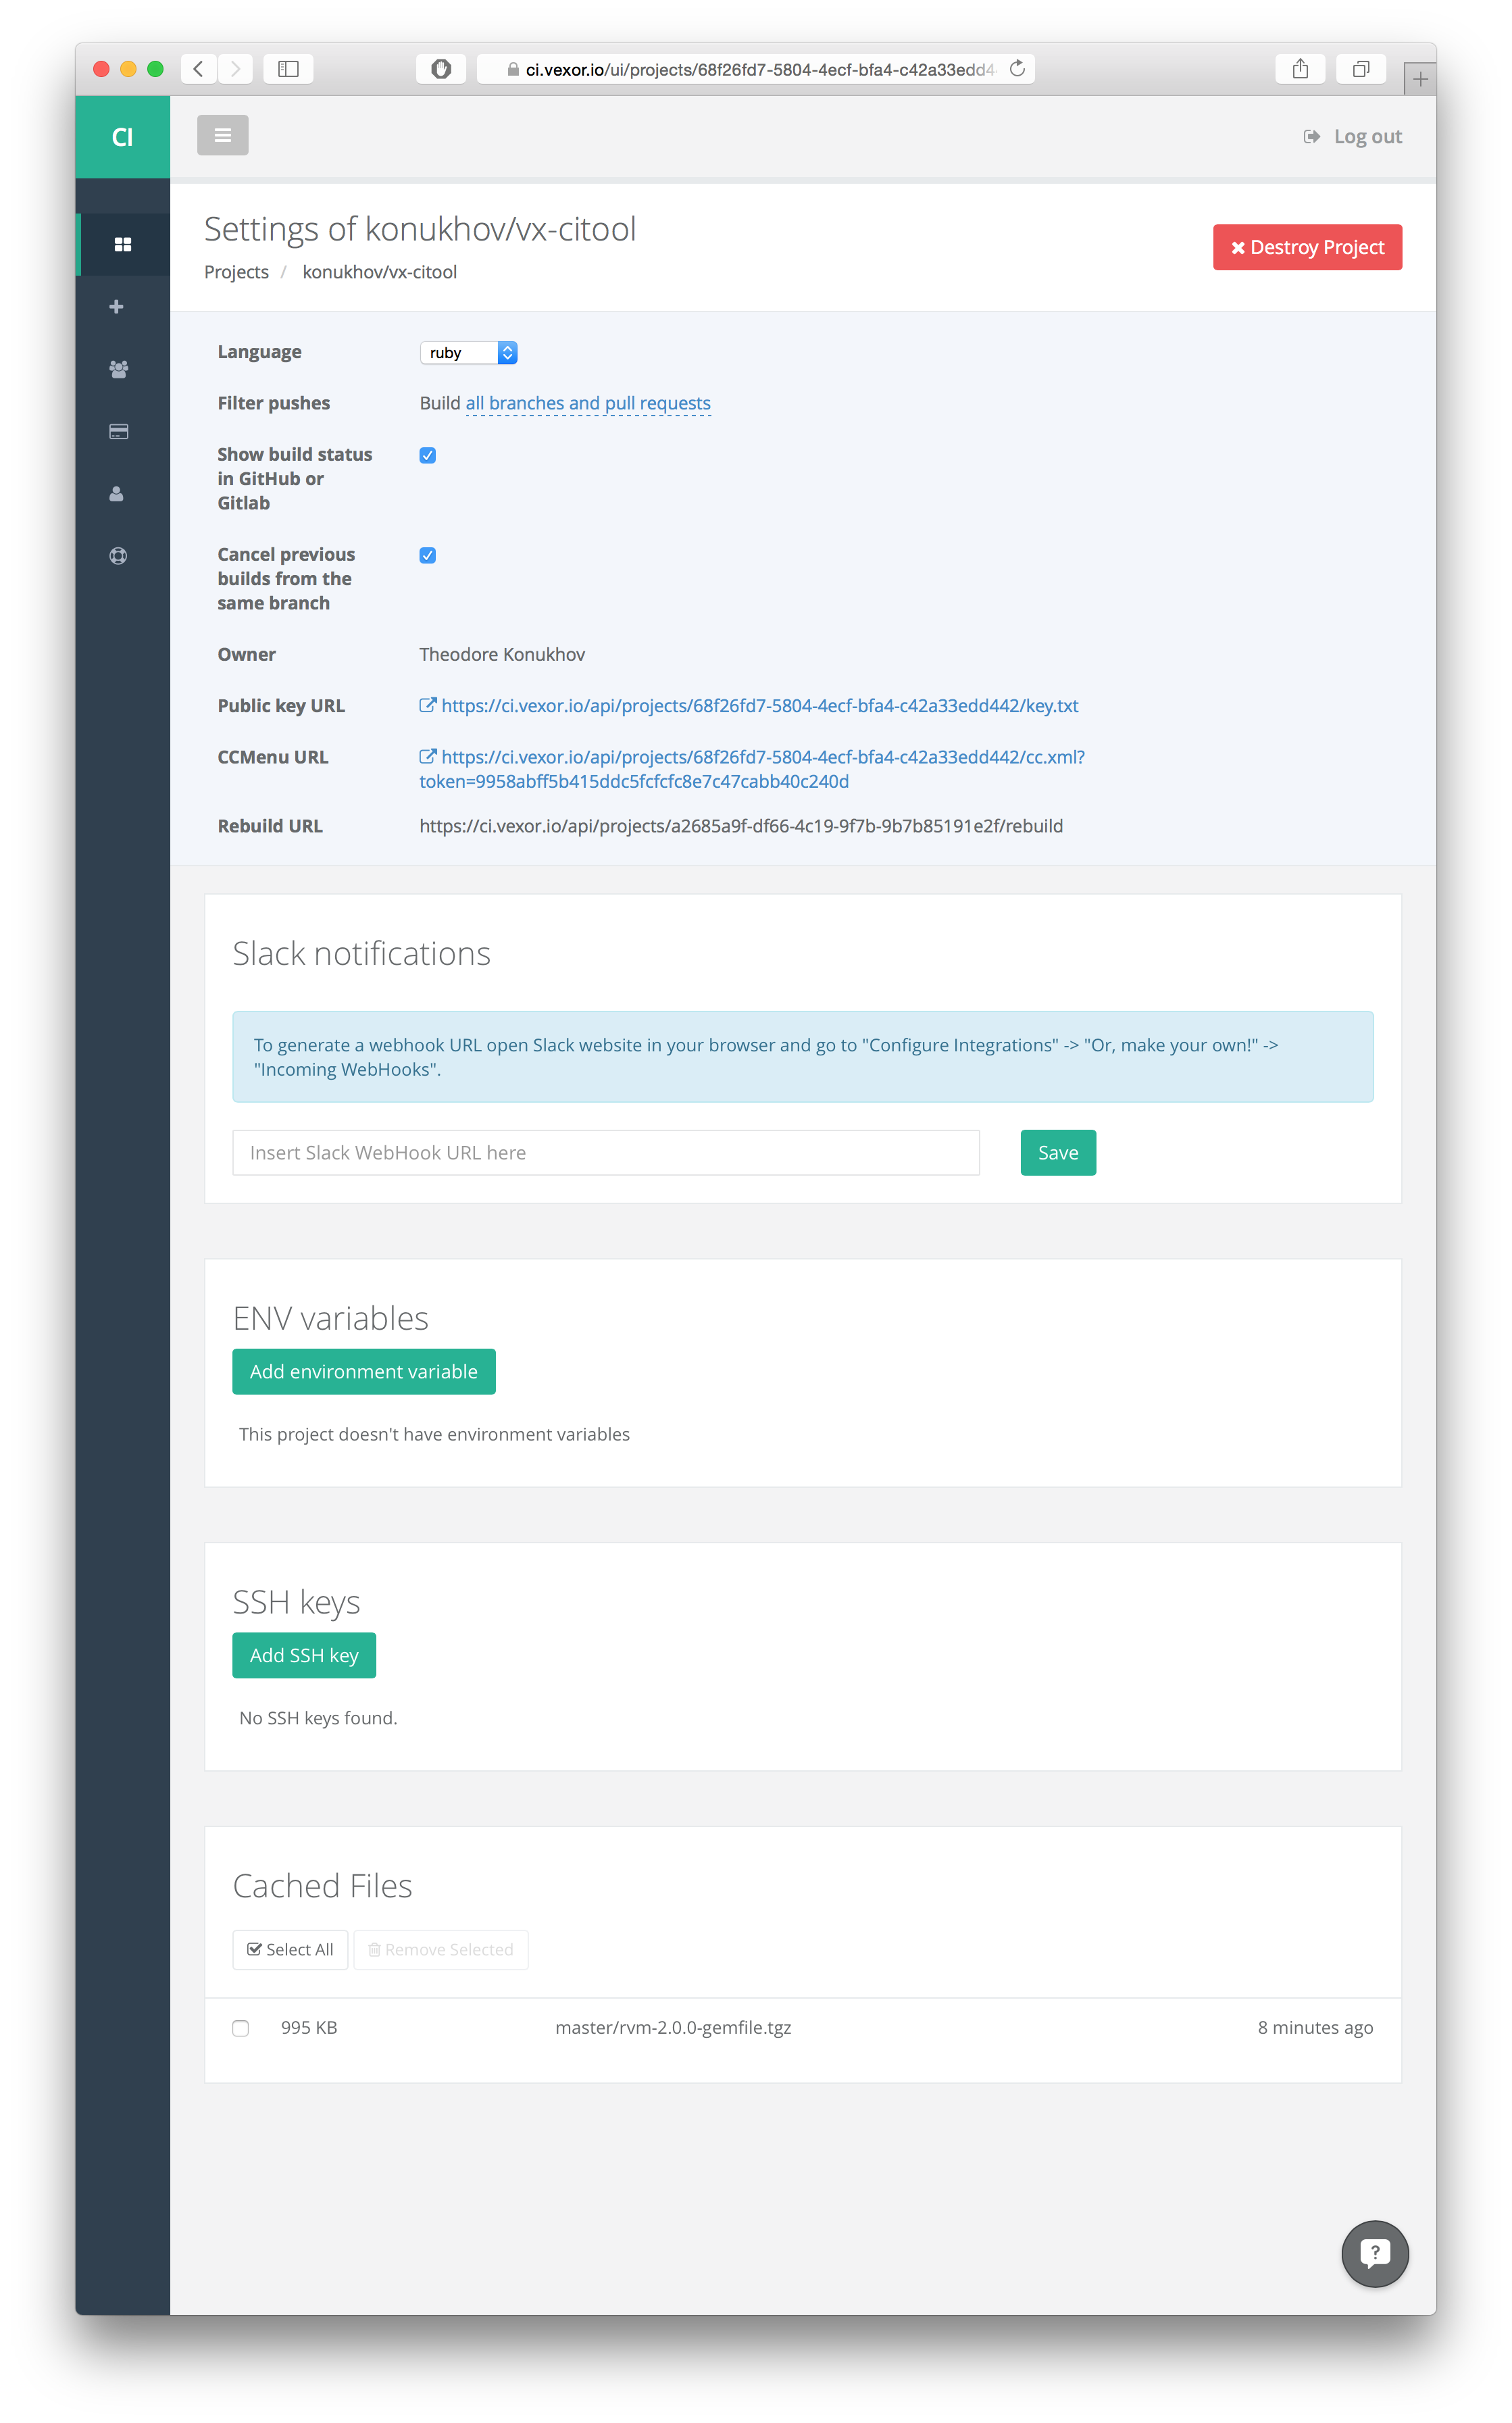 ci.vexor.io/ui/projects/68f26fd7-5804-4ecf-bfa4-c42a33edd4
CI
Log out
Settings of konukhov/vx-citool
Projects / konukhov/vx-citool
Destroy Project
Language ruby
Filter pushes Build all branches and pull requests
Show build status
in GitHub or
Gitlab
Cancel previous
builds from the
same branch
Owner Theodore Konukhov
Public key URL https://ci.vexor.io/api/projects/68f26fd7-5804-4ecf-bfa4-c42a33edd442/key.txt
CCMenu URL https://ci.vexor.io/api/projects/68f26fd7-5804-4ecf-bfa4-c42a33edd442/cc.xml?
token=9958abff5b415ddc5fcfcfc8e7c47cabb40c240d
Rebuild URL https://ci.vexor.io/api/projects/a2685a9f-df66-4c19-9f7b-9b7b85191e2f/rebuild
Slack notifications
To generate a webhook URL open Slack website in your browser and go to "Configure Integrations" -> "Or, make your own!" ->
"Incoming WebHooks".
Insert Slack WebHook URL here
Save
ENV variables
Add environment variable
This project doesn't have environment variables
SSH keys
Add SSH key
No SSH keys found.
Cached Files
Select All Remove Selected
995 KB master/rvm-2.0.0-gemfile.tgz 8 minutes ago